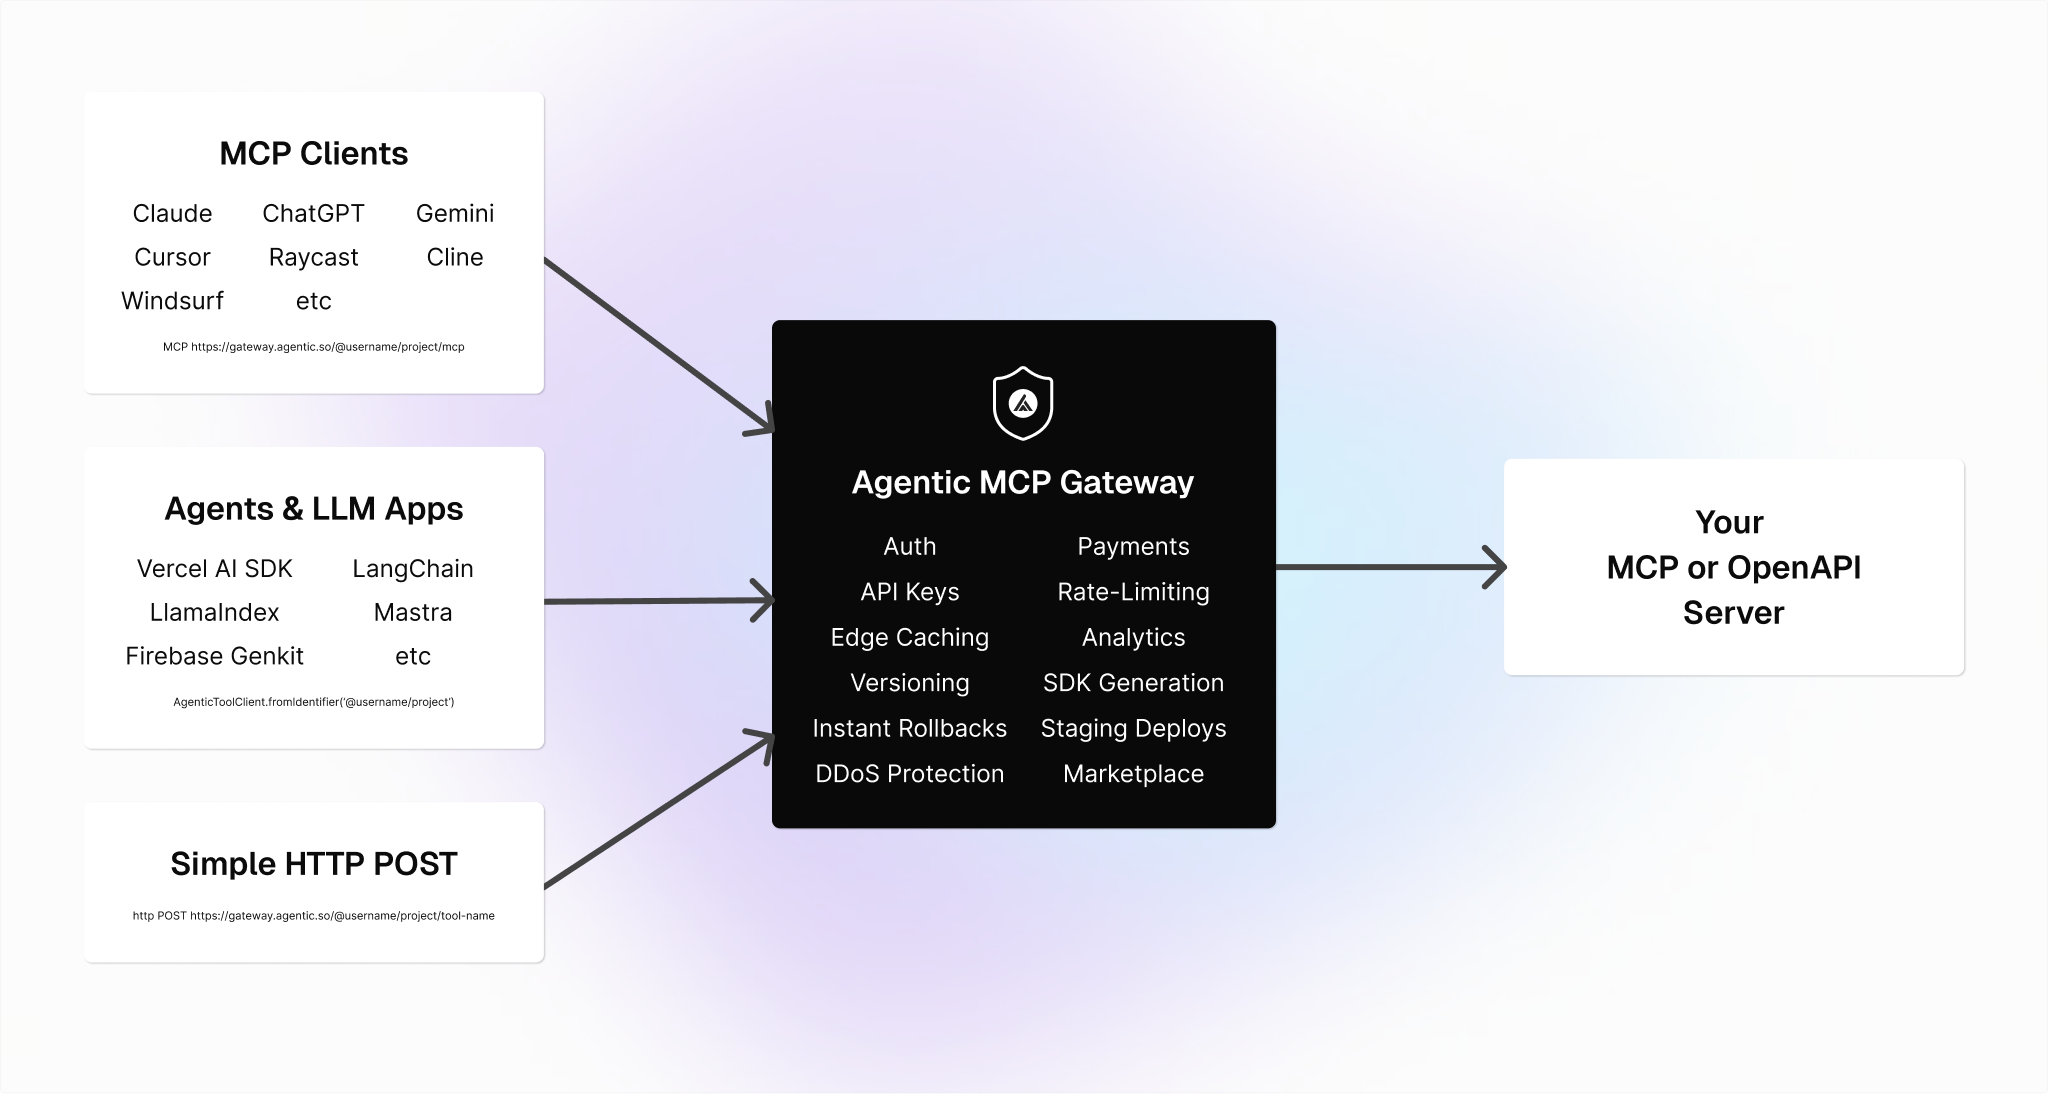 MCP Clients
Claude ChatGPT Gemini
Cursor Raycast Cline
Windsurf etc
MCP https://gateway.agentic.so/@username/project/mcp
Agents & LLM Apps
Vercel AI SDK LangChain
LlamaIndex Mastra
Firebase Genkit etc
AgenticToolClient.fromIdentifier('@username/project')
Simple HTTP POST
http POST https://gateway.agentic.so/@username/project/tool-name
Agentic MCP Gateway
Auth Payments
API Keys Rate-Limiting
Edge Caching Analytics
Versioning SDK Generation
Instant Rollbacks Staging Deploys
DDoS Protection Marketplace
Your
MCP or OpenAPI
Server